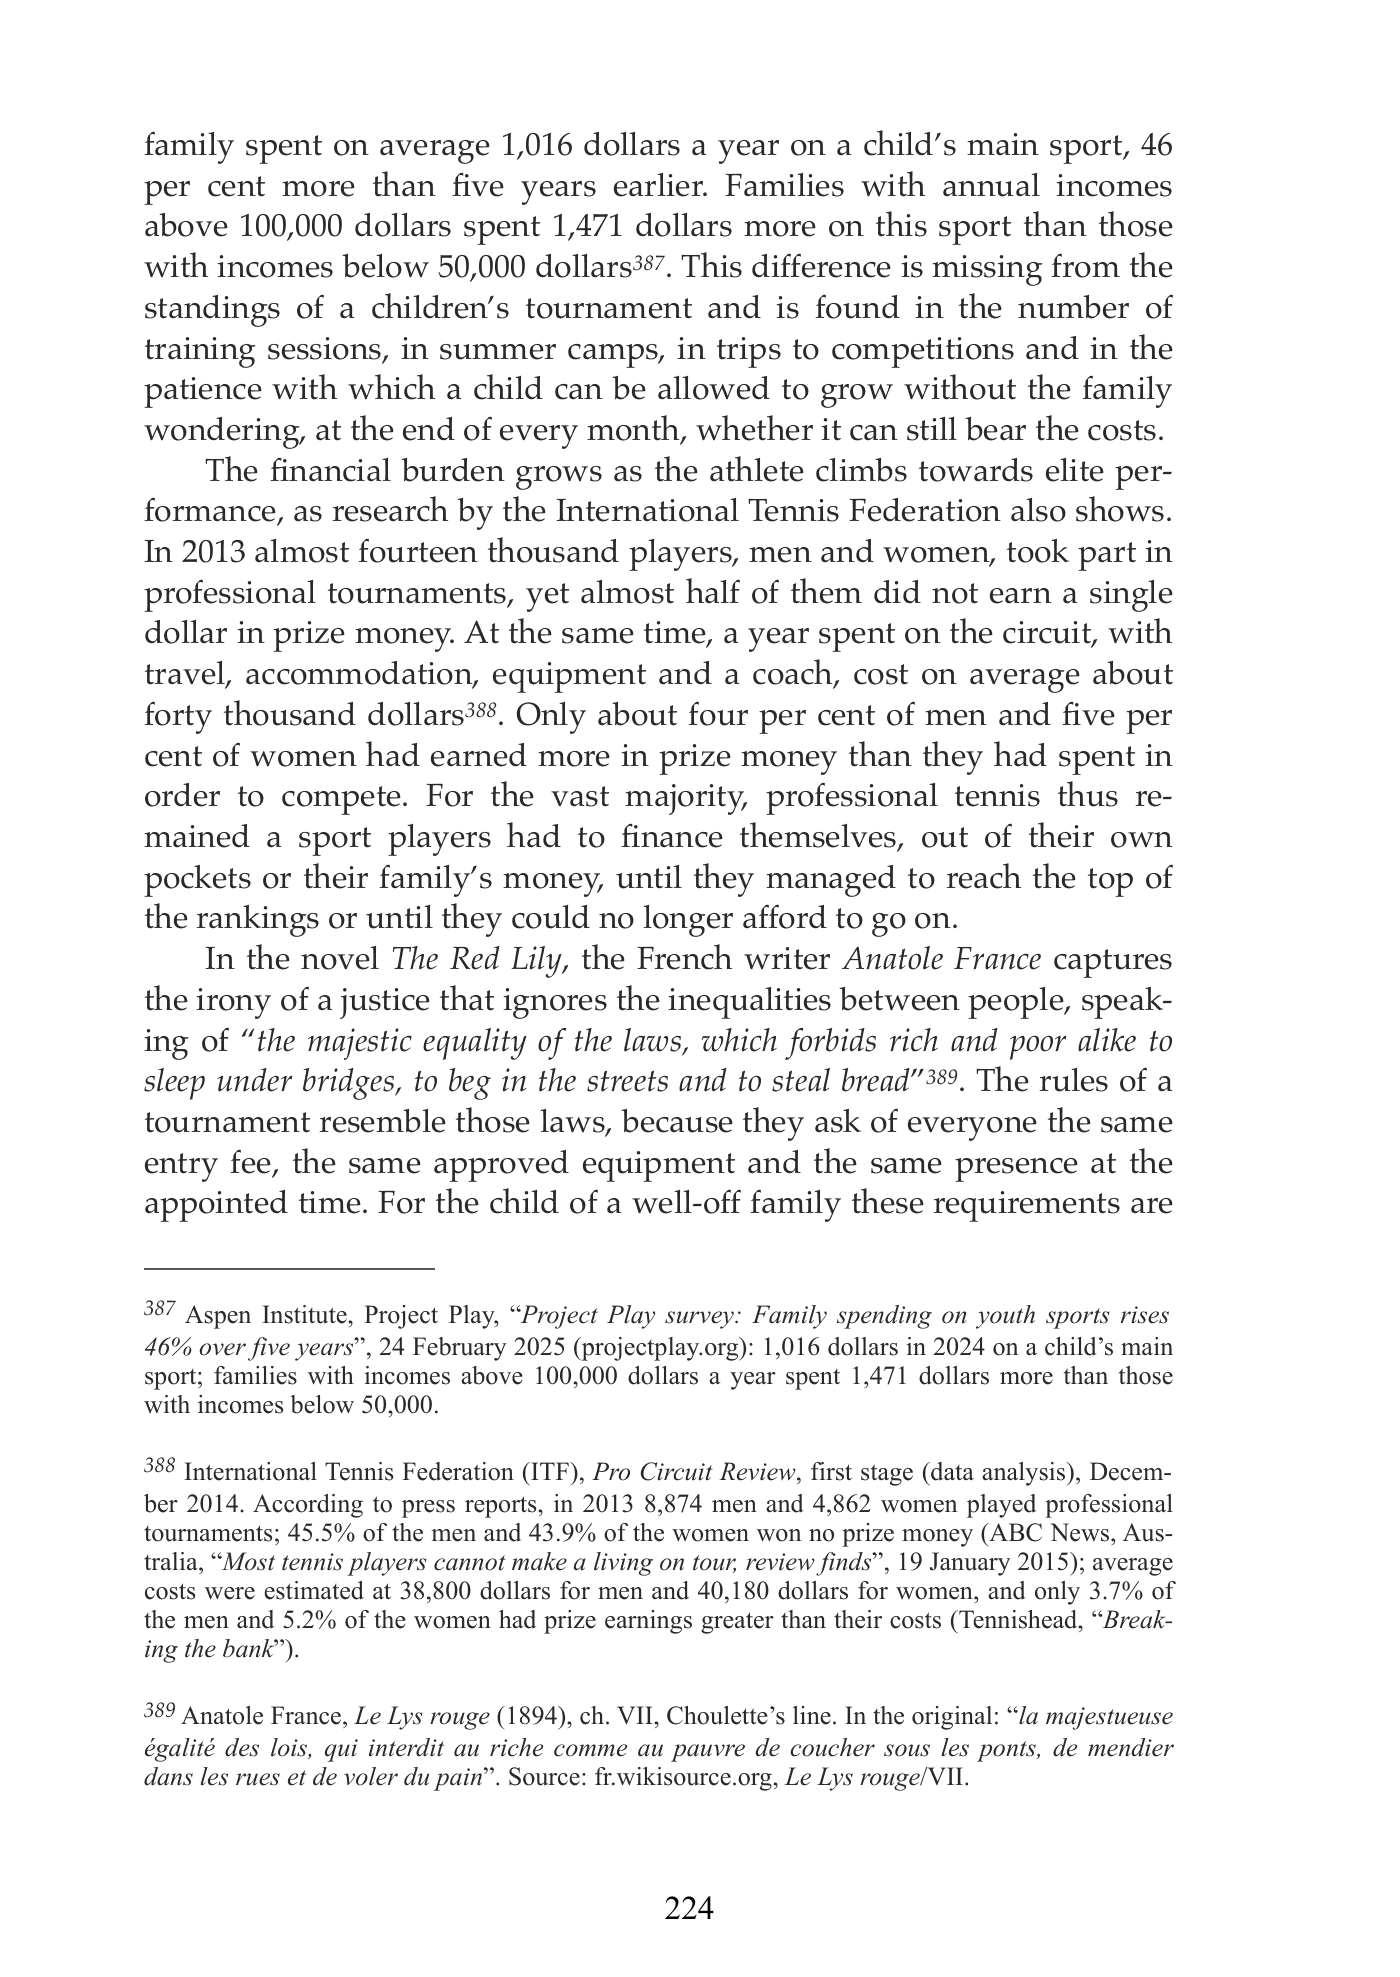 family spent on average 1,016 dollars a year on a child's main sport, 46
per cent more than five years earlier. Families with annual incomes
above 100,000 dollars spent 1,471 dollars more on this sport than those
with incomes below 50,000 dollars387. This difference is missing from the
standings of a children's tournament and is found in the number of
training sessions, in summer camps, in trips to competitions and in the
patience with which a child can be allowed to grow without the family
wondering, at the end of every month, whether it can still bear the costs.
The financial burden grows as the athlete climbs towards elite per-
formance, as research by the International Tennis Federation also shows.
In 2013 almost fourteen thousand players, men and women, took part in
professional tournaments, yet almost half of them did not earn a single
dollar in prize money. At the same time, a year spent on the circuit, with
travel, accommodation, equipment and a coach, cost on average about
forty thousand dollars388. Only about four per cent of men and five per
cent of women had earned more in prize money than they had spent in
order to compete. For the vast majority, professional tennis thus re-
mained a sport players had to finance themselves, out of their own
pockets or their family's money, until they managed to reach the top of
the rankings or until they could no longer afford to go on.
In the novel The Red Lily, the French writer Anatole France captures
the irony of a justice that ignores the inequalities between people, speak-
ing of “the majestic equality of the laws, which forbids rich and poor alike to
sleep under bridges, to beg in the streets and to steal bread”389. The rules of a
tournament resemble those laws, because they ask of everyone the same
entry fee, the same approved equipment and the same presence at the
appointed time. For the child of a well-off family these requirements are
387 Aspen Institute, Project Play, “Project Play survey: Family spending on youth sports rises
46% over five years”, 24 February 2025 (projectplay.org): 1,016 dollars in 2024 on a child's main
sport; families with incomes above 100,000 dollars a year spent 1,471 dollars more than those
with incomes below 50,000.
388 International Tennis Federation (ITF), Pro Circuit Review, first stage (data analysis), Decem-
ber 2014. According to press reports, in 2013 8,874 men and 4,862 women played professional
tournaments; 45.5% of the men and 43.9% of the women won no prize money (ABC News, Aus-
tralia, “Most tennis players cannot make a living on tour, review finds”, 19 January 2015); average
costs were estimated at 38,800 dollars for men and 40,180 dollars for women, and only 3.7% of
the men and 5.2% of the women had prize earnings greater than their costs (Tennishead, “Break-
ing the bank”).
389 Anatole France, Le Lys rouge (1894), ch. VII, Choulette's line. In the original: “la majestueuse
égalité des lois, qui interdit au riche comme au pauvre de coucher sous les ponts, de mendier
dans les rues et de voler du pain”. Source: fr.wikisource.org, Le Lys rouge/VII.
224